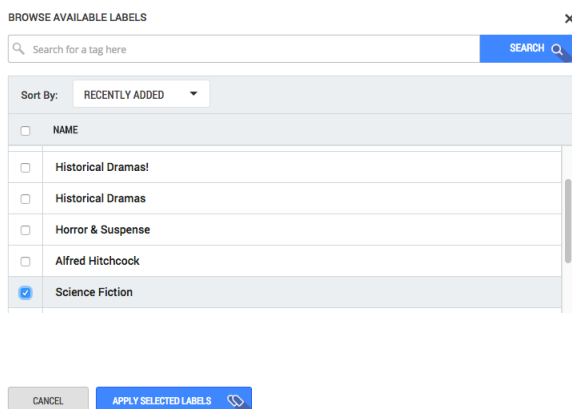 BROWSE AVAILABLE LABELS
Search for a tag here
SEARCH
Sort By: RECENTLY ADDED
NAME
Historical Dramas!
Historical Dramas
Horror & Suspense
Alfred Hitchcock
Science Fiction
CANCEL APPLY SELECTED LABELS